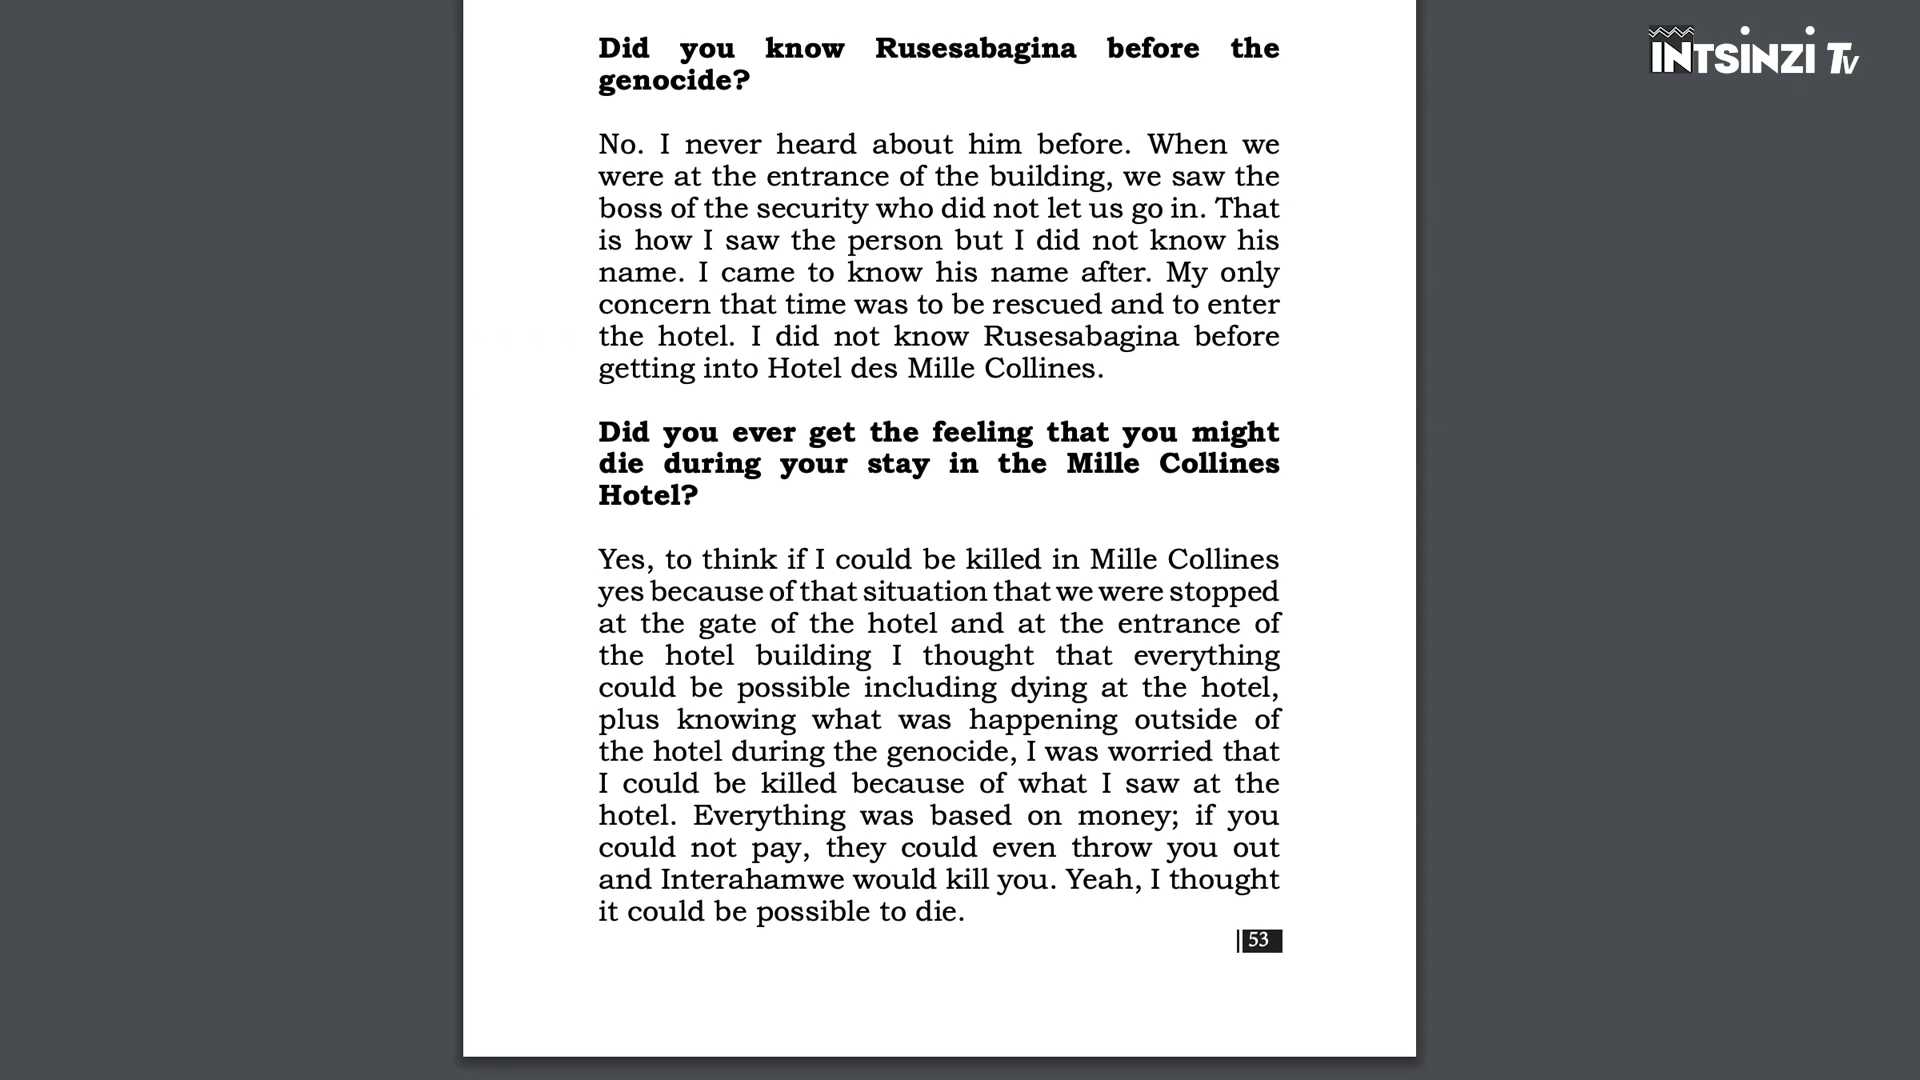 Did you know Rusesabagina before the
genocide?
No. I never heard about him before. When we
were at the entrance of the building, we saw the
boss of the security who did not let us go in. That
is how I saw the person but I did not know his
name. I came to know his name after. My only
concern that time was to be rescued and to enter
the hotel. I did not know Rusesabagina before
getting into Hotel des Mille Collines.
Did you ever get the feeling that you might
die during your stay in the Mille Collines
Hotel?
Yes, to think if I could be killed in Mille Collines
yes because of that situation that we were stopped
at the gate of the hotel and at the entrance of
the hotel building I thought that everything
could be possible including dying at the hotel,
plus knowing what was happening outside of
the hotel during the genocide, I was worried that
I could be killed because of what I saw at the
hotel. Everything was based on money; if you
could not pay, they could even throw you out
and Interahamwe would kill you. Yeah, I thought
it could be possible to die.
53
INTSINZI TV